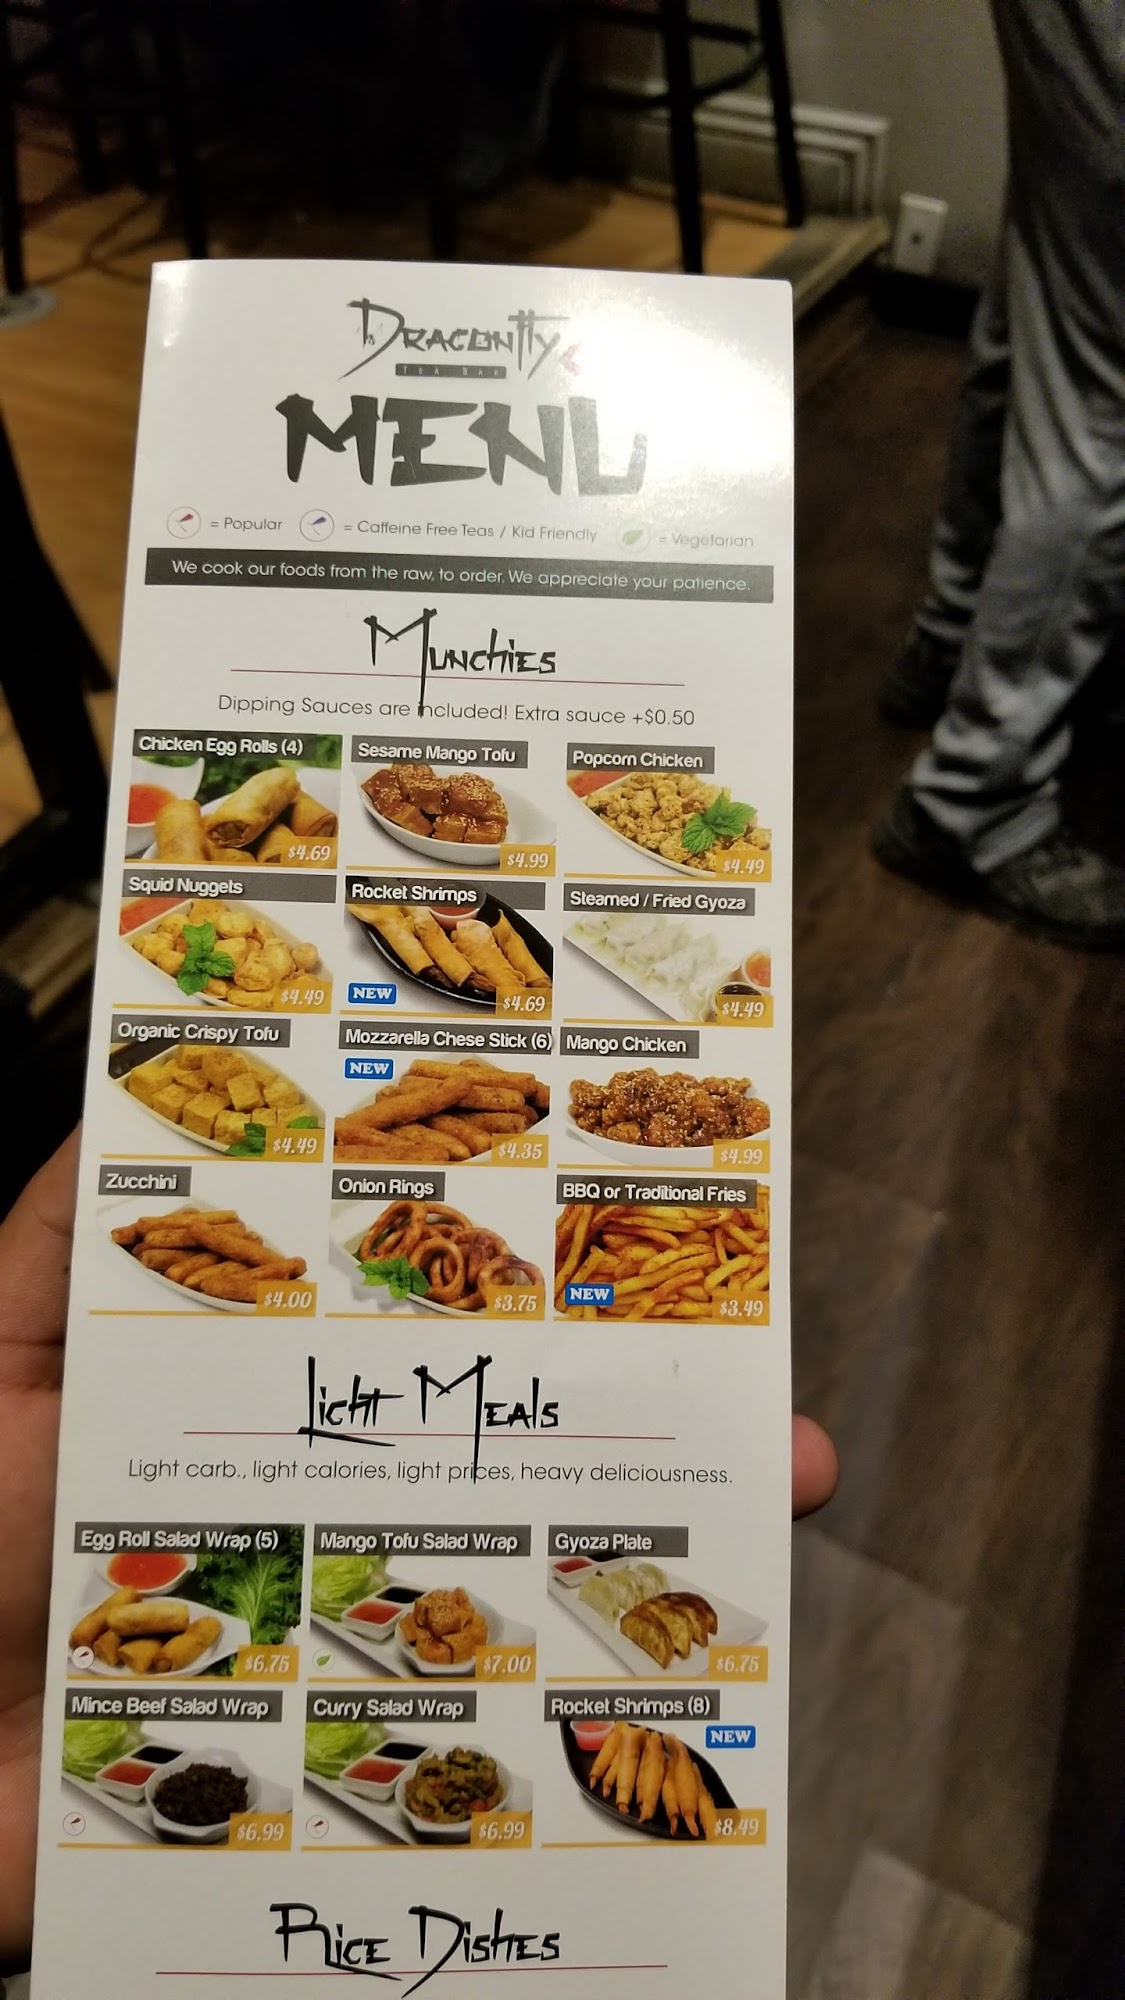 DRAGONFLY
TEA BAR
MENU
= Popular = Caffeine Free Teas / Kid Friendly = Vegetarian
We cook our foods from the raw, to order. We appreciate your patience.
MUNCHIES
Dipping Sauces are included! Extra sauce +$0.50
Chicken Egg Rolls (4) Sesame Mango Tofu Popcorn Chicken
$4.69 $4.99 $4.49
Squid Nuggets Rocket Shrimps Steamed / Fried Gyoza
NEW
$4.49 $4.69 $4.49
Organic Crispy Tofu Mozzarella Chese Stick (6) Mango Chicken
NEW
$4.49 $4.35 $4.99
Zucchini Onion Rings BBQ or Traditional Fries
NEW
$4.00 $3.75 $3.49
LIGHT MEALS
Light carb., light calories, light prices, heavy deliciousness.
Egg Roll Salad Wrap (5) Mango Tofu Salad Wrap Gyoza Plate
$6.75 $7.00 $6.75
Mince Beef Salad Wrap Curry Salad Wrap Rocket Shrimps (8)
NEW
$6.99 $6.99 $8.49
RICE DISHES